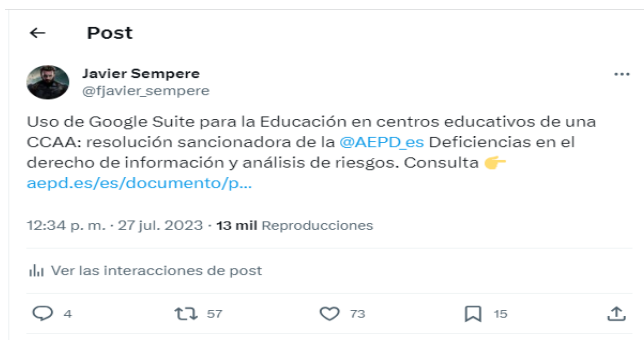 Post
Javier Sempere
@fjavier_sempere
Uso de Google Suite para la Educación en centros educativos de una
CCAA: resolución sancionadora de la @AEPD_es Deficiencias en el
derecho de información y análisis de riesgos. Consulta 👉
aepd.es/es/documento/p...
12:34 p. m. · 27 jul. 2023 · 13 mil Reproducciones
Ver las interacciones de post
4 57 73 15